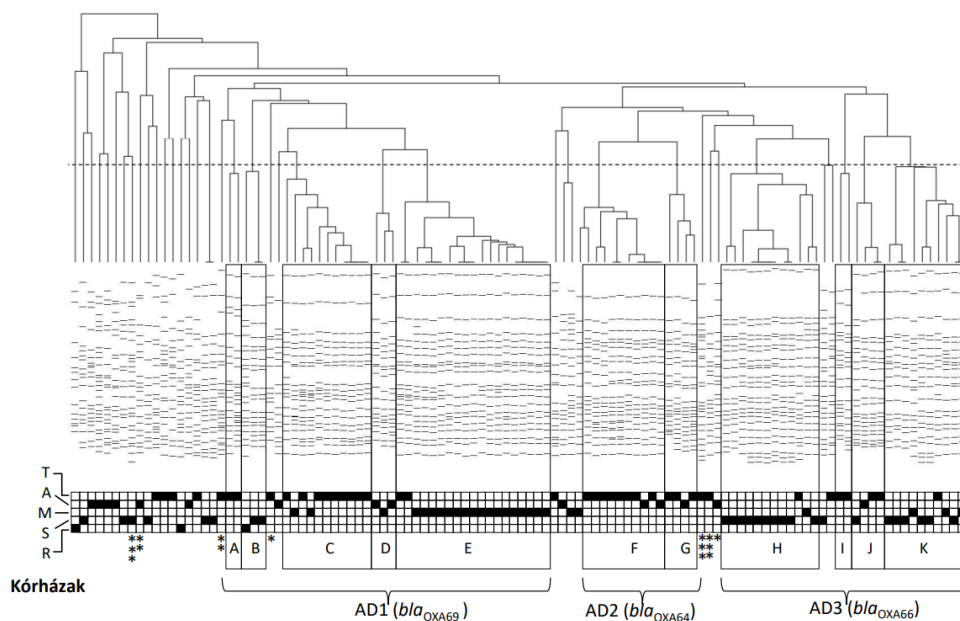 T
A
M
S
R
*** ** ** A B * C D E F G *** *** H I J K
Kórházak
AD1 (blaOXA69) AD2 (blaOXA64) AD3 (blaOXA66)